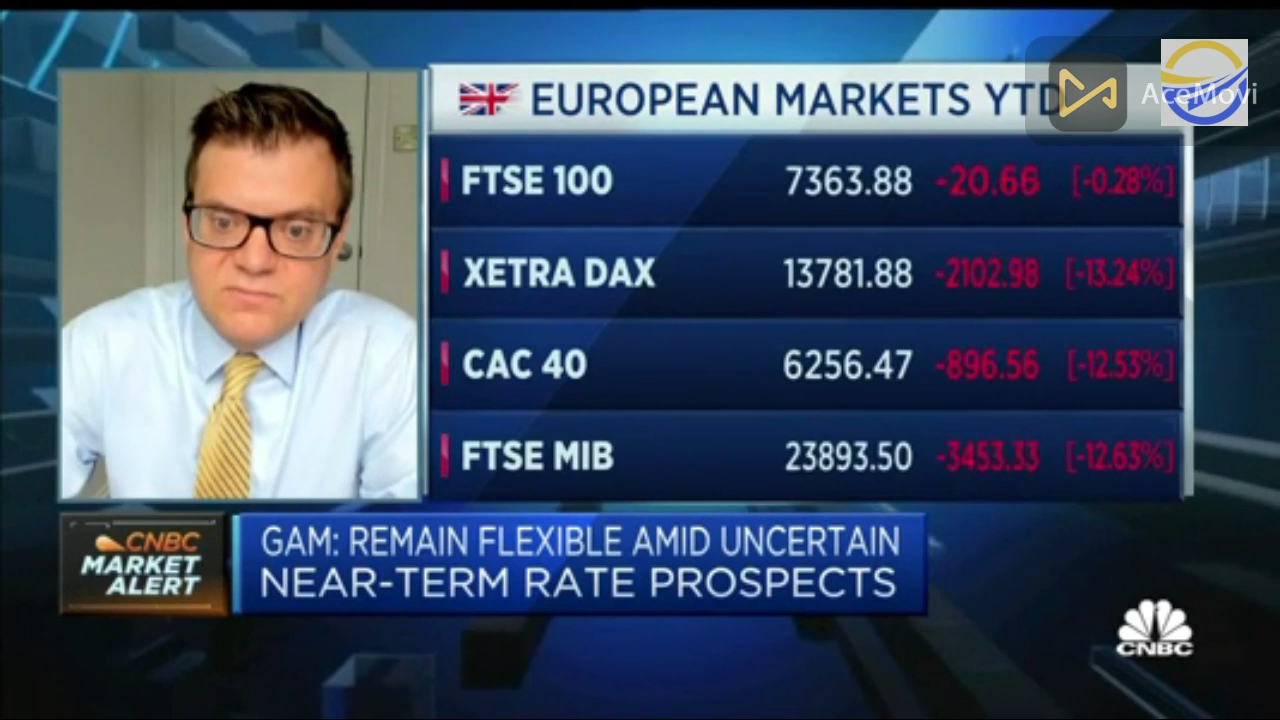 EUROPEAN MARKETS YTD
AceMovi
FTSE 100 7363.88 -20.66 [-0.28%]
XETRA DAX 13781.88 -2102.98 [-13.24%]
CAC 40 6256.47 -896.56 [-12.53%]
FTSE MIB 23893.50 -3453.33 [-12.63%]
CNBC
MARKET
ALERT
GAM: REMAIN FLEXIBLE AMID UNCERTAIN
NEAR-TERM RATE PROSPECTS
CNBC